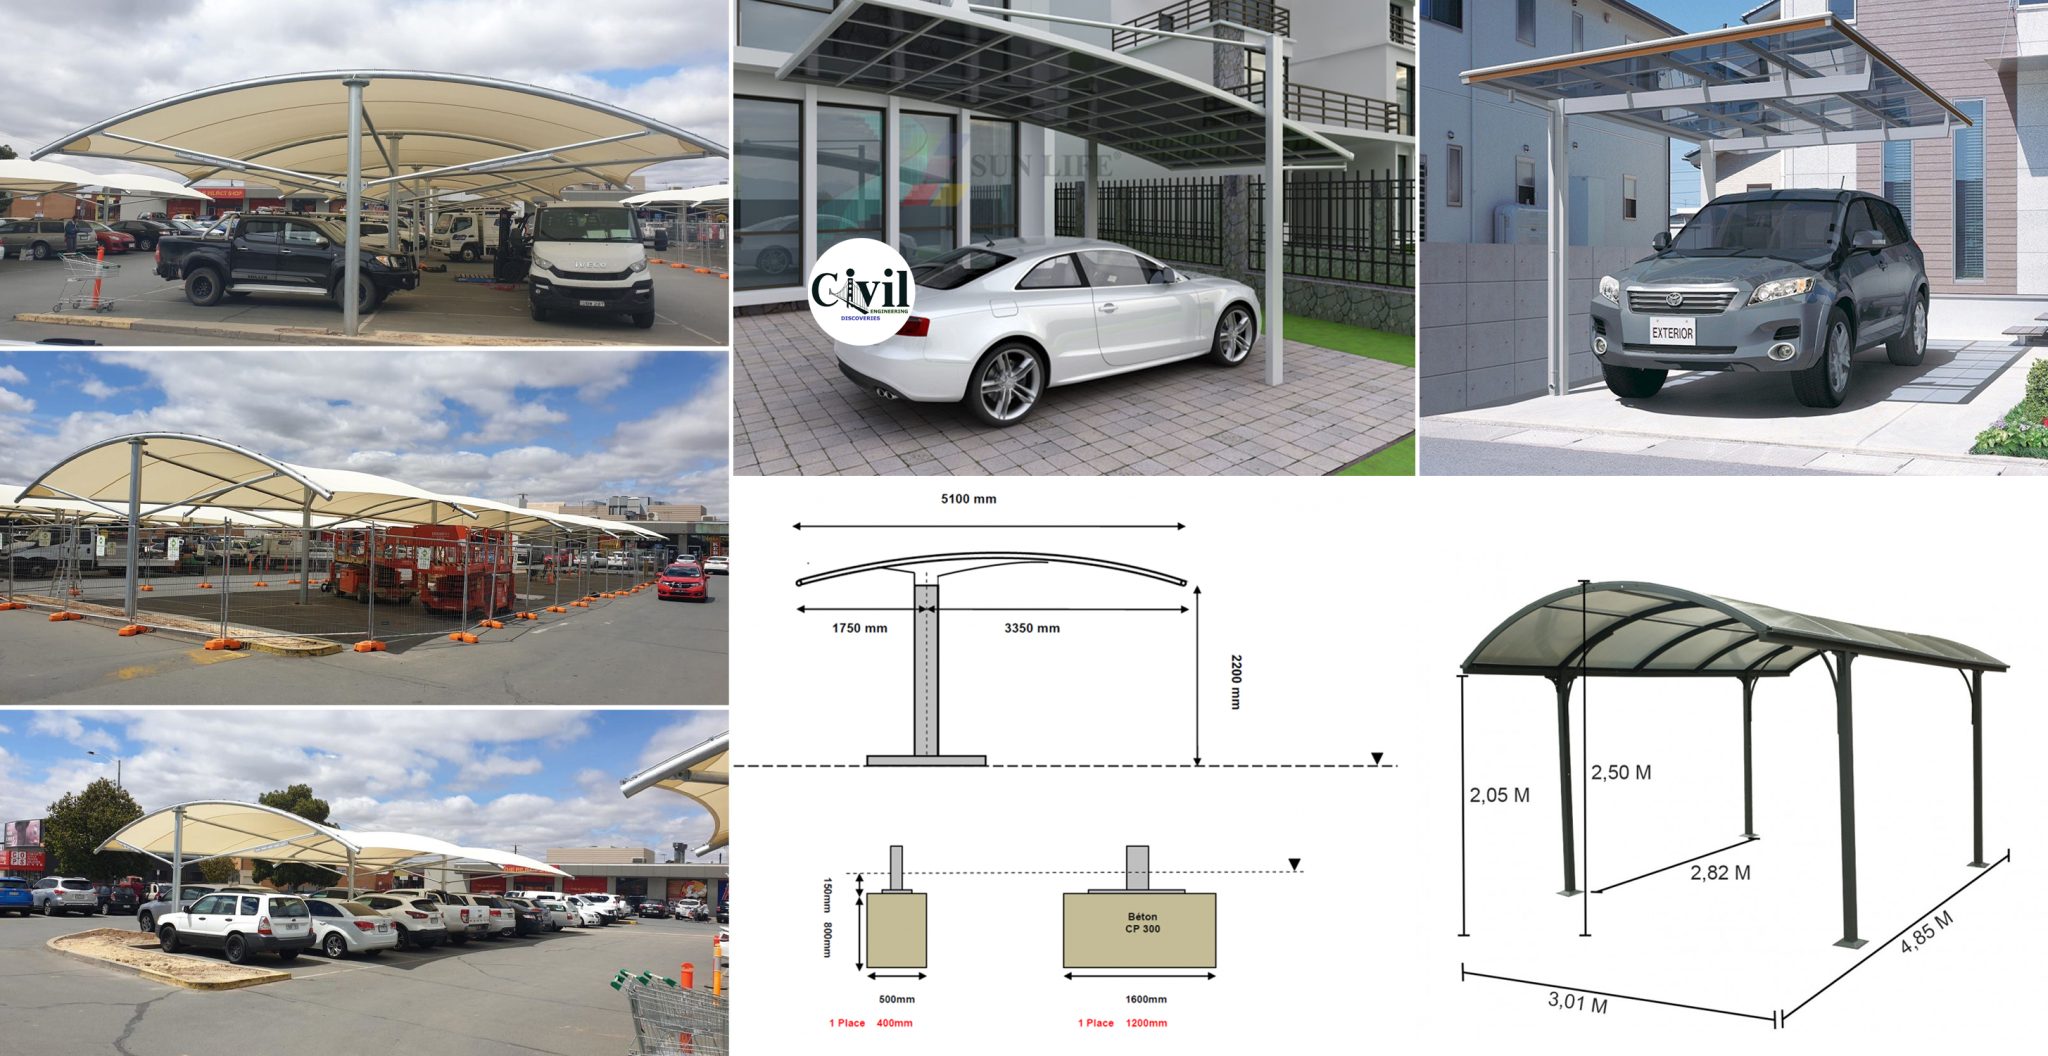 IVECO
SUN LIFE®
Civil
ENGINEERING
DISCOVERIES
EXTERIOR
5100 mm
1750 mm
3350 mm
2200 mm
150mm
800mm
Béton
CP 300
500mm
1600mm
1 Place 400mm
1 Place 1200mm
2,50 M
2,05 M
2,82 M
4,85 M
3,01 M